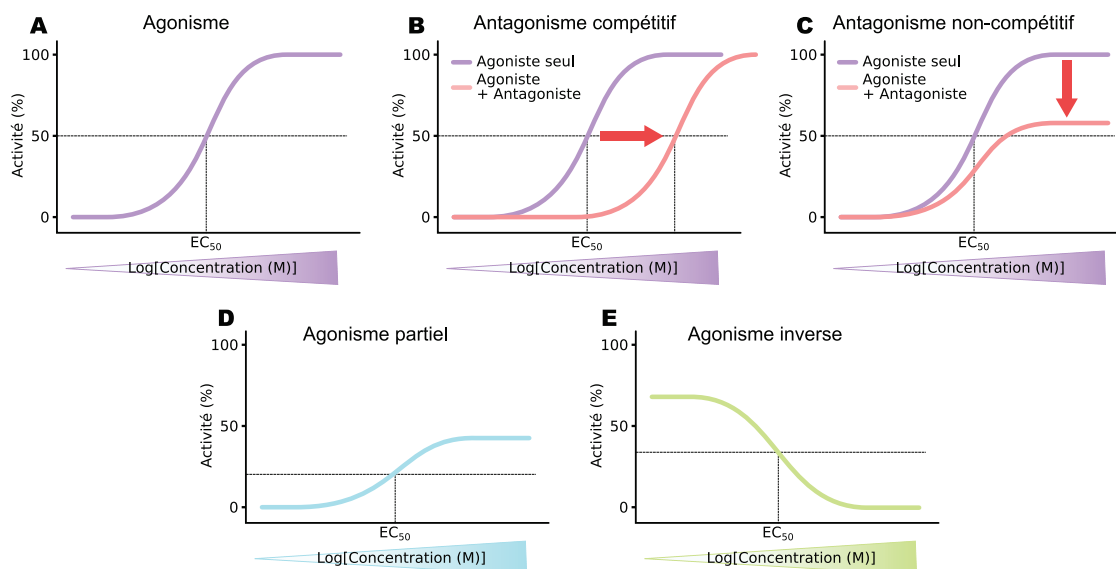 A
Agonisme
100
50
0
Activité (%)
EC50
Log[Concentration (M)]
B
Antagonisme compétitif
Agoniste seul
Agoniste
+ Antagoniste
100
50
0
Activité (%)
EC50
Log[Concentration (M)]
C
Antagonisme non-compétitif
Agoniste seul
Agoniste
+ Antagoniste
100
50
0
Activité (%)
EC50
Log[Concentration (M)]
D
Agonisme partiel
100
50
0
Activité (%)
EC50
Log[Concentration (M)]
E
Agonisme inverse
100
50
0
Activité (%)
EC50
Log[Concentration (M)]